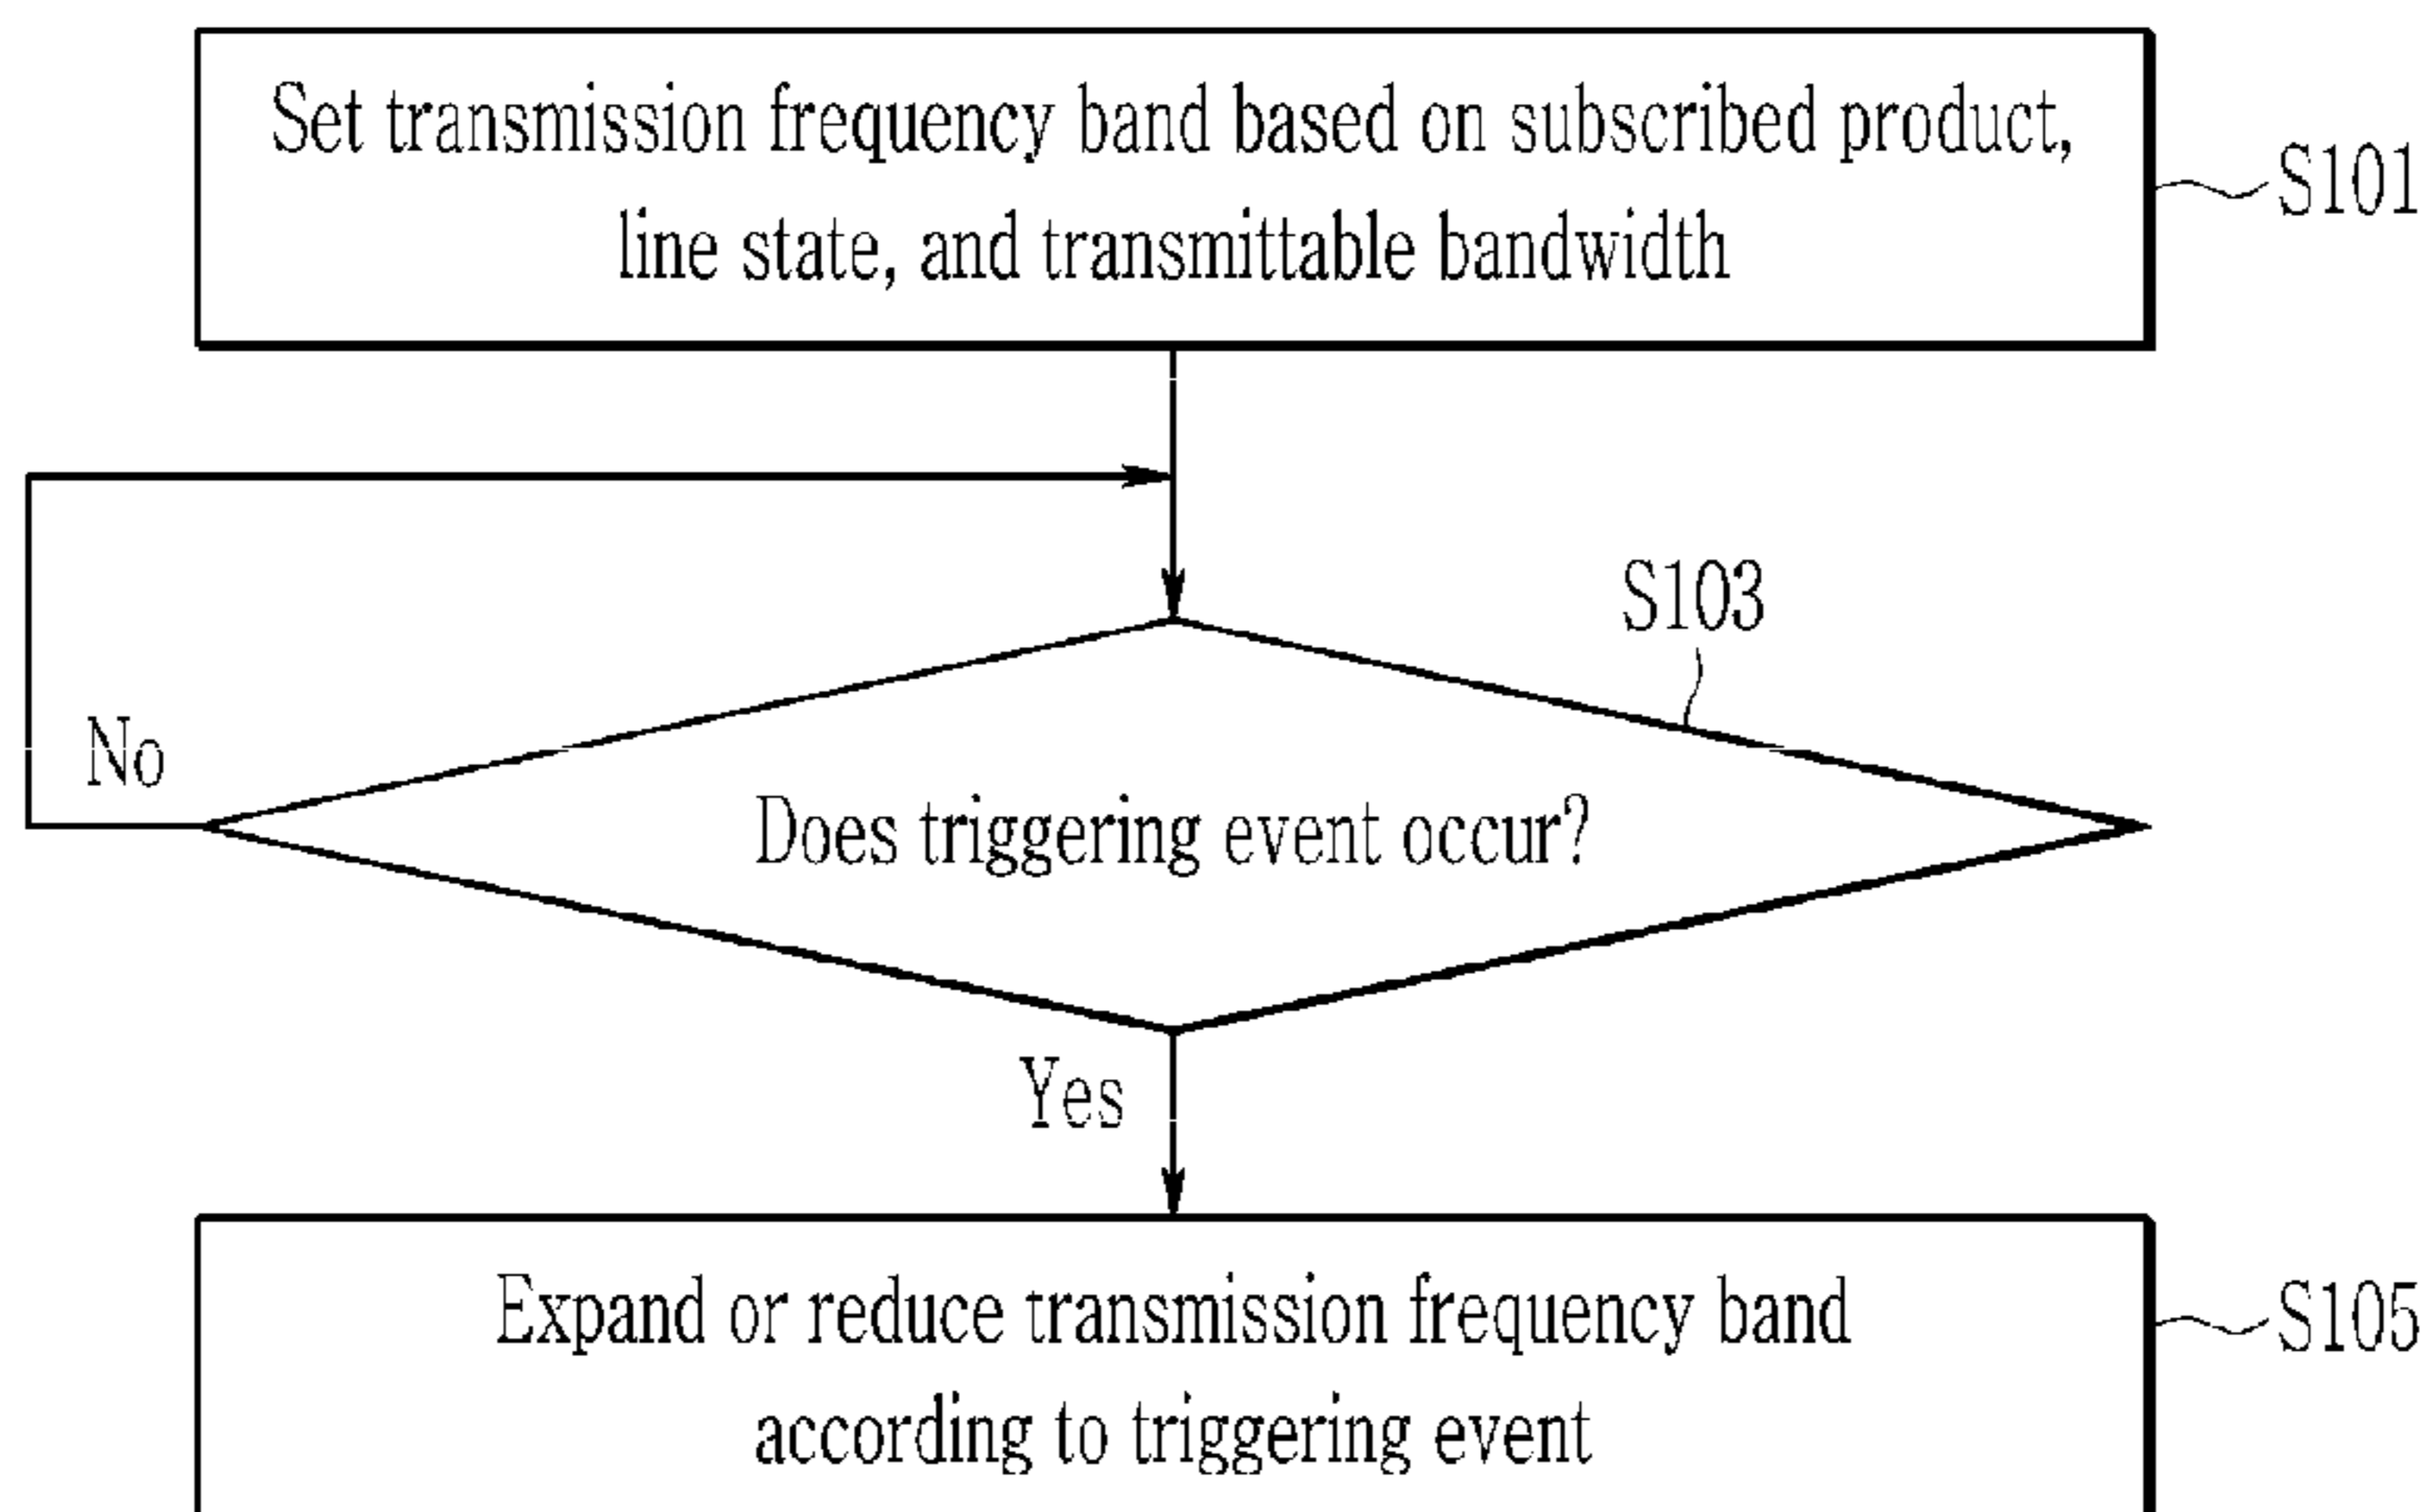 Set transmission frequency band based on subscribed product,
line state, and transmittable bandwidth
S101
S103
No
Does triggering event occur?
Yes
Expand or reduce transmission frequency band
according to triggering event
S105